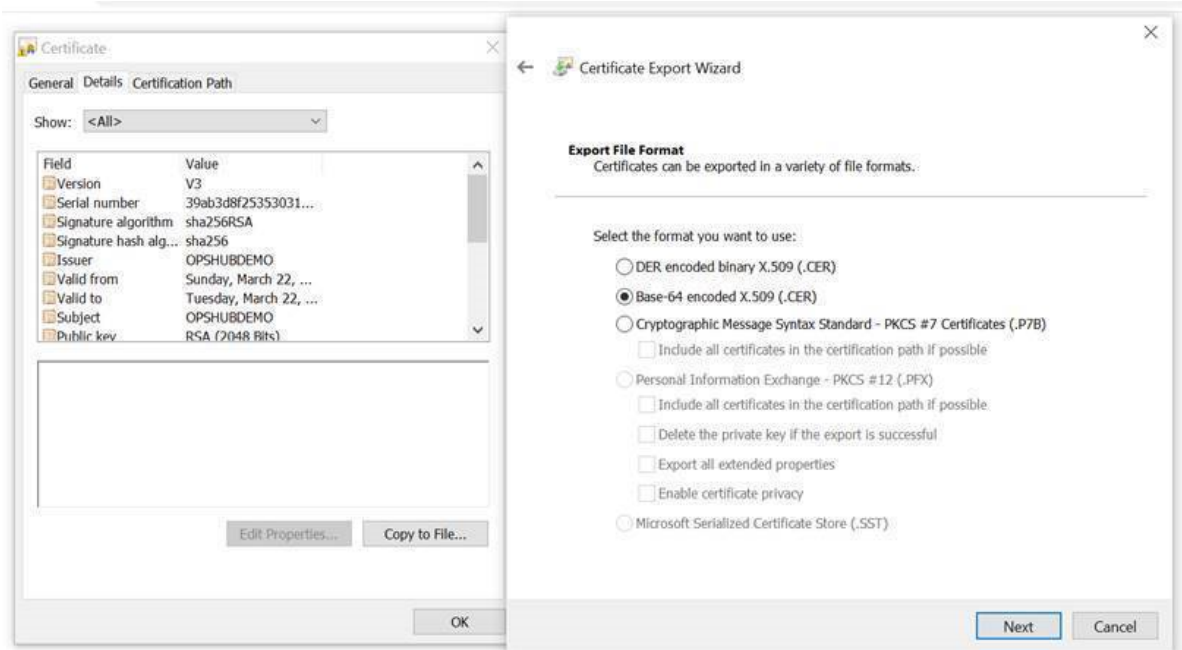 Certificate
General Details Certification Path
Show: <All>
Field Value
Version V3
Serial number 39ab3d8f25353031...
Signature algorithm sha256RSA
Signature hash alg... sha256
Issuer OPSHUBDEMO
Valid from Sunday, March 22, ...
Valid to Tuesday, March 22, ...
Subject OPSHUBDEMO
Public key RSA (2048 Bits)
Edit Properties... Copy to File...
OK
Certificate Export Wizard
Export File Format
Certificates can be exported in a variety of file formats.
Select the format you want to use:
DER encoded binary X.509 (.CER)
Base-64 encoded X.509 (.CER)
Cryptographic Message Syntax Standard - PKCS #7 Certificates (.P7B)
Include all certificates in the certification path if possible
Personal Information Exchange - PKCS #12 (.PFX)
Include all certificates in the certification path if possible
Delete the private key if the export is successful
Export all extended properties
Enable certificate privacy
Microsoft Serialized Certificate Store (.SST)
Next Cancel